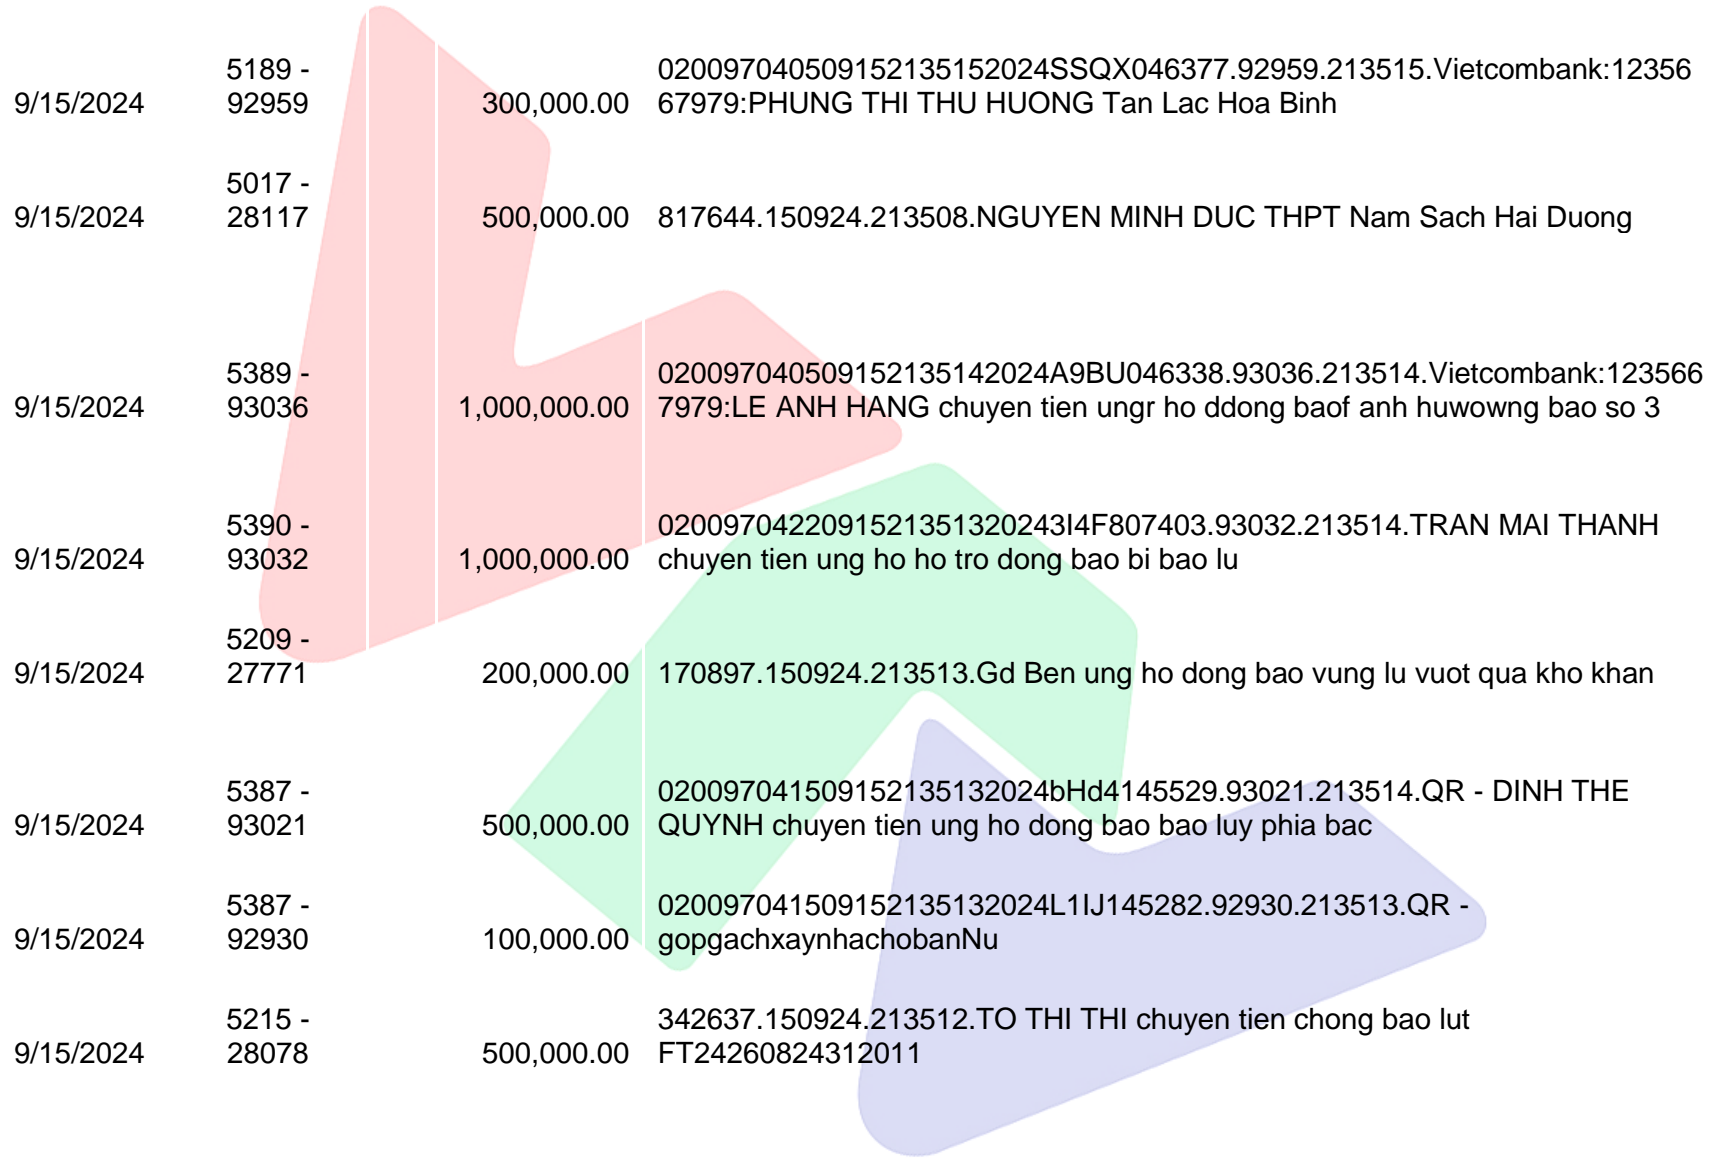 5189 -
020097040509152135152024SSQX046377.92959.213515.Vietcombank:12356
9/15/2024 92959 300,000.00 67979:PHUNG THI THU HUONG Tan Lac Hoa Binh
5017 -
9/15/2024 28117 500,000.00 817644.150924.213508.NGUYEN MINH DUC THPT Nam Sach Hai Duong
5389 -
020097040509152135142024A9BU046338.93036.213514.Vietcombank:123566
9/15/2024 93036 1,000,000.00 7979:LE ANH HANG chuyen tien ungr ho ddong baof anh huwowng bao so 3
5390 -
0200970422091521351320243I4F807403.93032.213514.TRAN MAI THANH
9/15/2024 93032 1,000,000.00 chuyen tien ung ho ho tro dong bao bi bao lu
5209 -
9/15/2024 27771 200,000.00 170897.150924.213513.Gd Ben ung ho dong bao vung lu vuot qua kho khan
5387 -
020097041509152135132024bHd4145529.93021.213514.QR - DINH THE
9/15/2024 93021 500,000.00 QUYNH chuyen tien ung ho dong bao bao luy phia bac
5387 -
020097041509152135132024L1IJ145282.92930.213513.QR -
9/15/2024 92930 100,000.00 gopgachxaynhachobanNu
5215 -
342637.150924.213512.TO THI THI chuyen tien chong bao lut
9/15/2024 28078 500,000.00 FT24260824312011